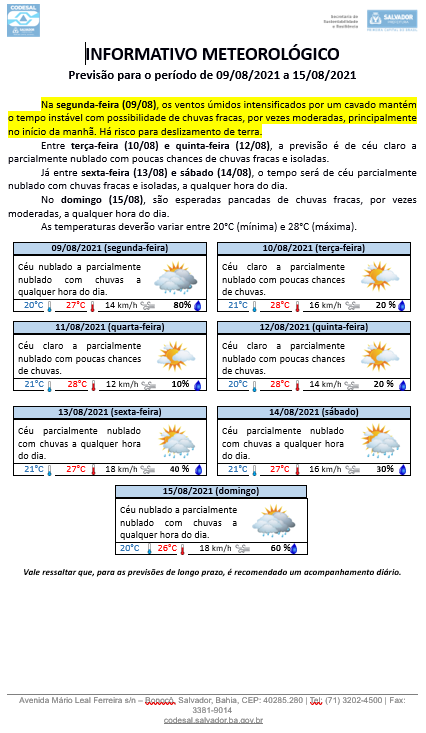 CODESAL
Secretaria de
Sustentabilidade
e Resiliência
SALVADOR
PREFEITURA
PRIMEIRA CAPITAL DO BRASIL
INFORMATIVO METEOROLÓGICO
Previsão para o período de 09/08/2021 a 15/08/2021
Na segunda-feira (09/08), os ventos úmidos intensificados por um cavado mantém
o tempo instável com possibilidade de chuvas fracas, por vezes moderadas, principalmente
no início da manhã. Há risco para deslizamento de terra.
Entre terça-feira (10/08) e quinta-feira (12/08), a previsão é de céu claro a
parcialmente nublado com poucas chances de chuvas fracas e isoladas.
Já entre sexta-feira (13/08) e sábado (14/08), o tempo será de céu parcialmente
nublado com chuvas fracas e isoladas, a qualquer hora do dia.
No domingo (15/08), são esperadas pancadas de chuvas fracas, por vezes
moderadas, a qualquer hora do dia.
As temperaturas deverão variar entre 20°C (mínima) e 28°C (máxima).
09/08/2021 (segunda-feira)
Céu nublado a parcialmente
nublado com chuvas a
qualquer hora do dia.
20°C 27°C 14 km/h 80%
10/08/2021 (terça-feira)
Céu claro a parcialmente
nublado com poucas chances
de chuvas.
21°C 28°C 16 km/h 20 %
11/08/2021 (quarta-feira)
Céu claro a parcialmente
nublado com poucas chances
de chuvas.
21°C 28°C 12 km/h 10%
12/08/2021 (quinta-feira)
Céu claro a parcialmente
nublado com poucas chances
de chuvas.
20°C 28°C 14 km/h 20 %
13/08/2021 (sexta-feira)
Céu parcialmente nublado
com chuvas a qualquer hora
do dia.
21°C 27°C 18 km/h 40 %
14/08/2021 (sábado)
Céu parcialmente nublado
com chuvas a qualquer hora
do dia.
21°C 27°C 16 km/h 30%
15/08/2021 (domingo)
Céu nublado a parcialmente
nublado com chuvas a
qualquer hora do dia.
20°C 26°C 18 km/h 60 %
Vale ressaltar que, para as previsões de longo prazo, é recomendado um acompanhamento diário.
Avenida Mário Leal Ferreira s/n – Bonocô, Salvador, Bahia, CEP: 40285.280 | Tel: (71) 3202-4500 | Fax:
3381-9014
codesal.salvador.ba.gov.br